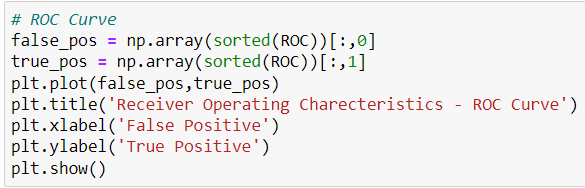 # ROC Curve
false_pos = np.array(sorted(ROC))[:,0]
true_pos = np.array(sorted(ROC))[:,1]
plt.plot(false_pos,true_pos)
plt.title('Receiver Operating Charecteristics - ROC Curve')
plt.xlabel('False Positive')
plt.ylabel('True Positive')
plt.show()